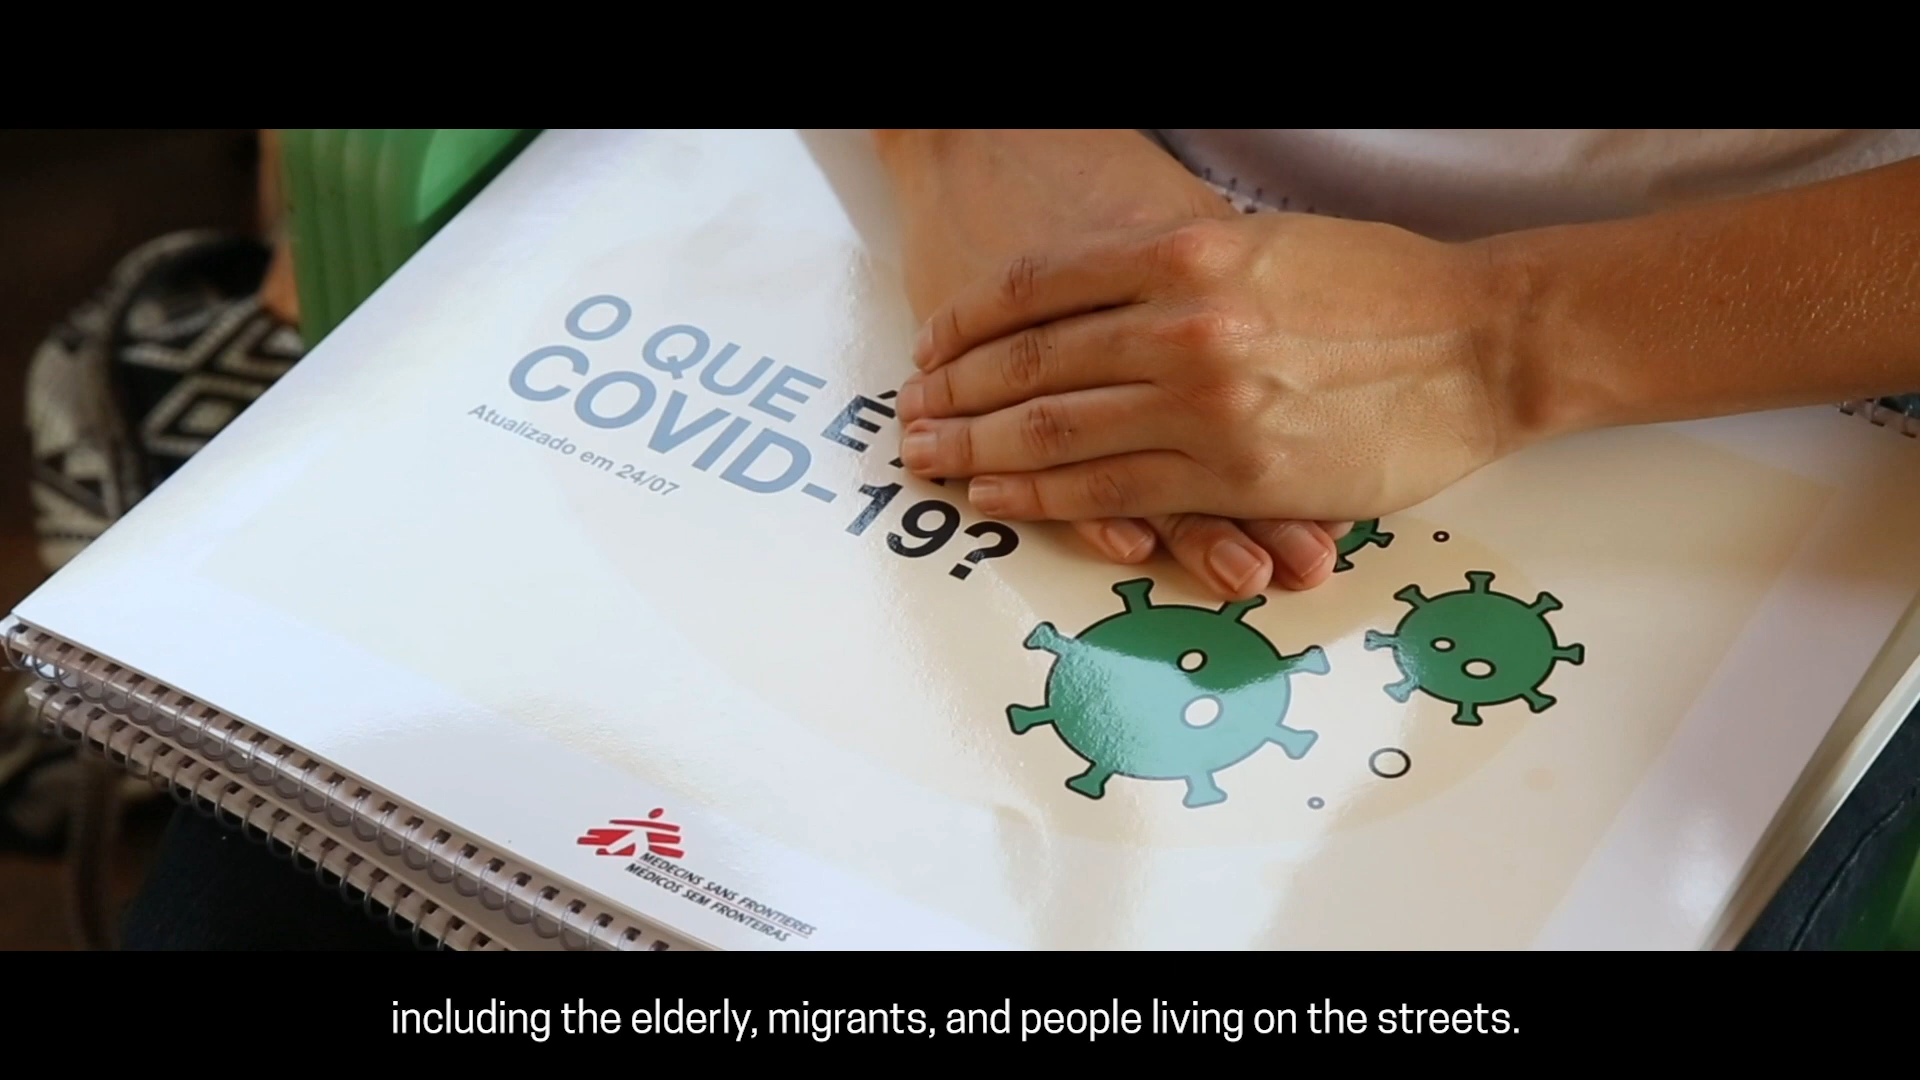 O QUE É
COVID-19?
Atualizado em 24/07
MEDECINS SANS FRONTIERES
MÉDICOS SEM FRONTEIRAS
including the elderly, migrants, and people living on the streets.